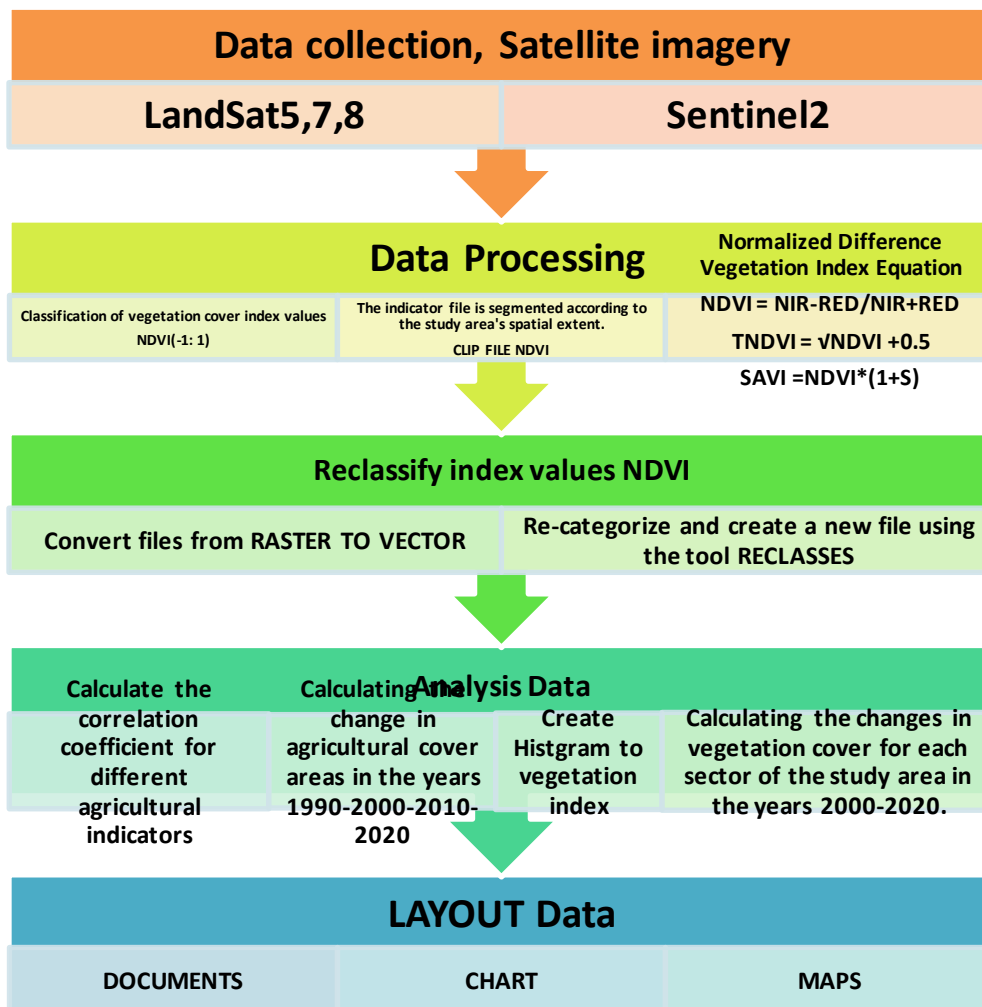 Data collection, Satellite imagery
LandSat5,7,8
Sentinel2
Data Processing
Normalized Difference
Vegetation Index Equation
Classification of vegetation cover index values
NDVI(-1: 1)
The indicator file is segmented according to
the study area's spatial extent.
CLIP FILE NDVI
NDVI = NIR-RED/NIR+RED
TNDVI = √NDVI +0.5
SAVI =NDVI*(1+S)
Reclassify index values NDVI
Convert files from RASTER TO VECTOR
Re-categorize and create a new file using
the tool RECLASSES
Analysis Data
Calculate the
correlation
coefficient for
different
agricultural
indicators
Calculating the
change in
agricultural cover
areas in the years
1990-2000-2010-
2020
Create
Histgram to
vegetation
index
Calculating the changes in
vegetation cover for each
sector of the study area in
the years 2000-2020.
LAYOUT Data
DOCUMENTS
CHART
MAPS